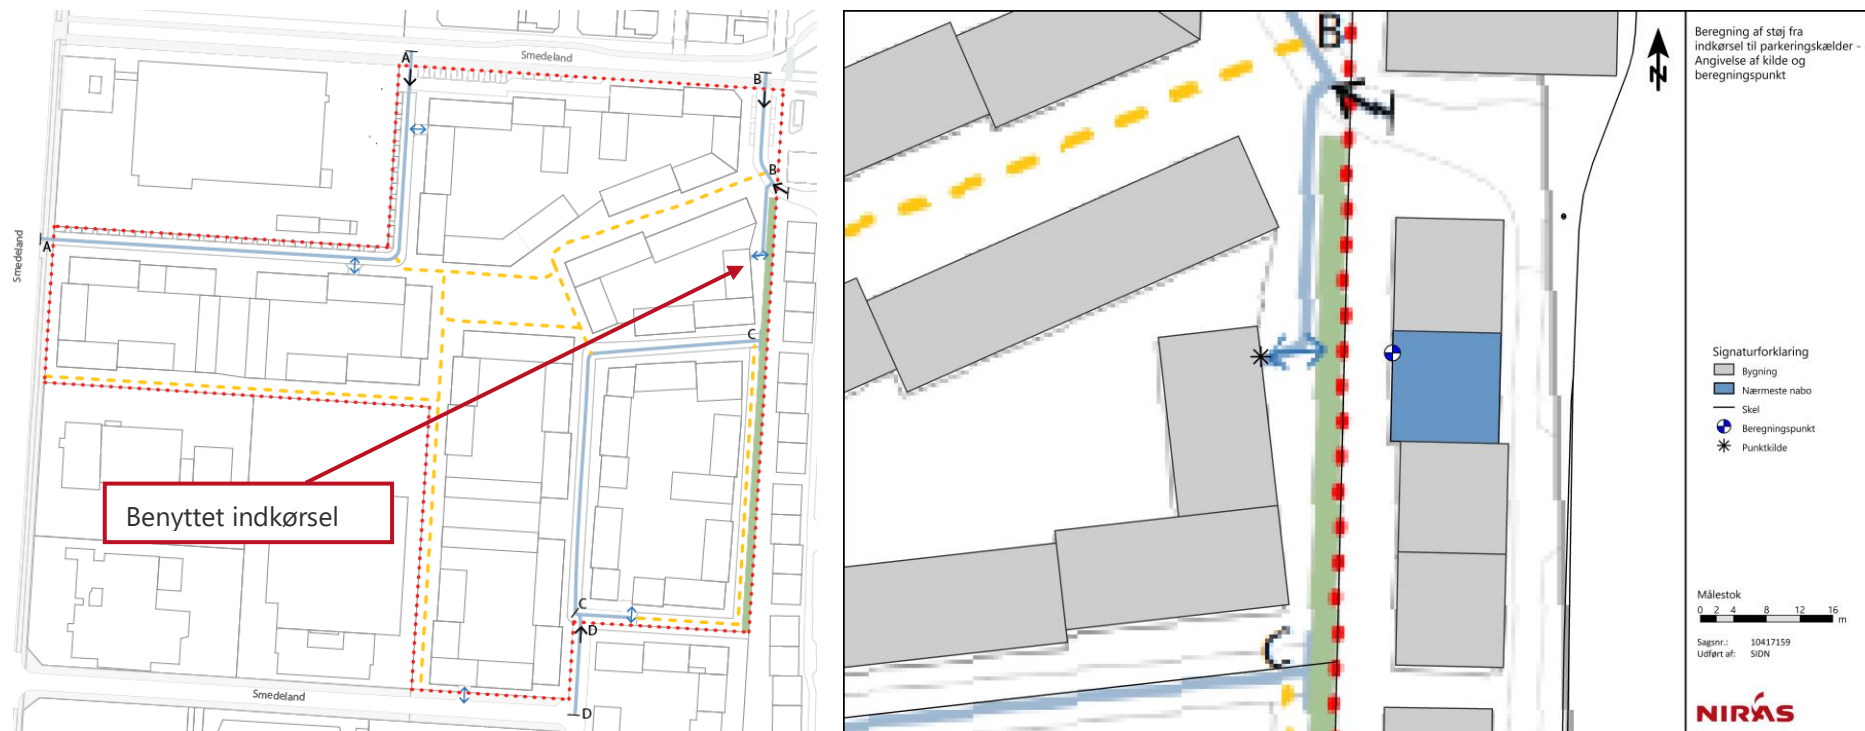 Smedeland
A
B
B
A
Smedeland
C
Benyttet indkørsel
C
D
Smedeland
D
B
C
N
Beregning af støj fra
indkørsel til parkeringskælder -
Angivelse af kilde og
beregningspunkt
Signaturforklaring
Bygning
Nærmeste nabo
Skel
Beregningspunkt
Punktkilde
Målestok
0 2 4 8 12 16
m
Sagsnr.: 10417159
Udført af: SIDN
NIRAS